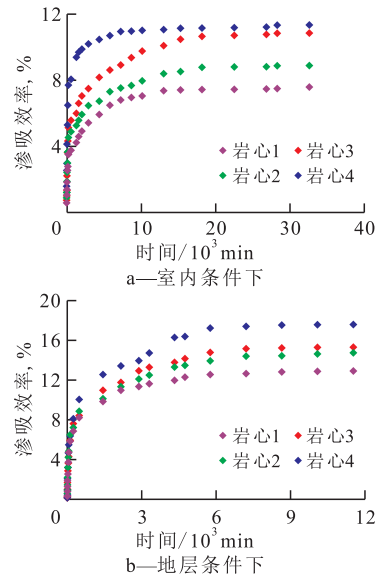 渗吸效率, %
12
8
4
0
10
20
30
40
岩心1
岩心3
岩心2
岩心4
时间/10³min
a—室内条件下
渗吸效率, %
20
16
12
8
4
0
3
6
9
12
岩心1
岩心3
岩心2
岩心4
时间/10³min
b—地层条件下